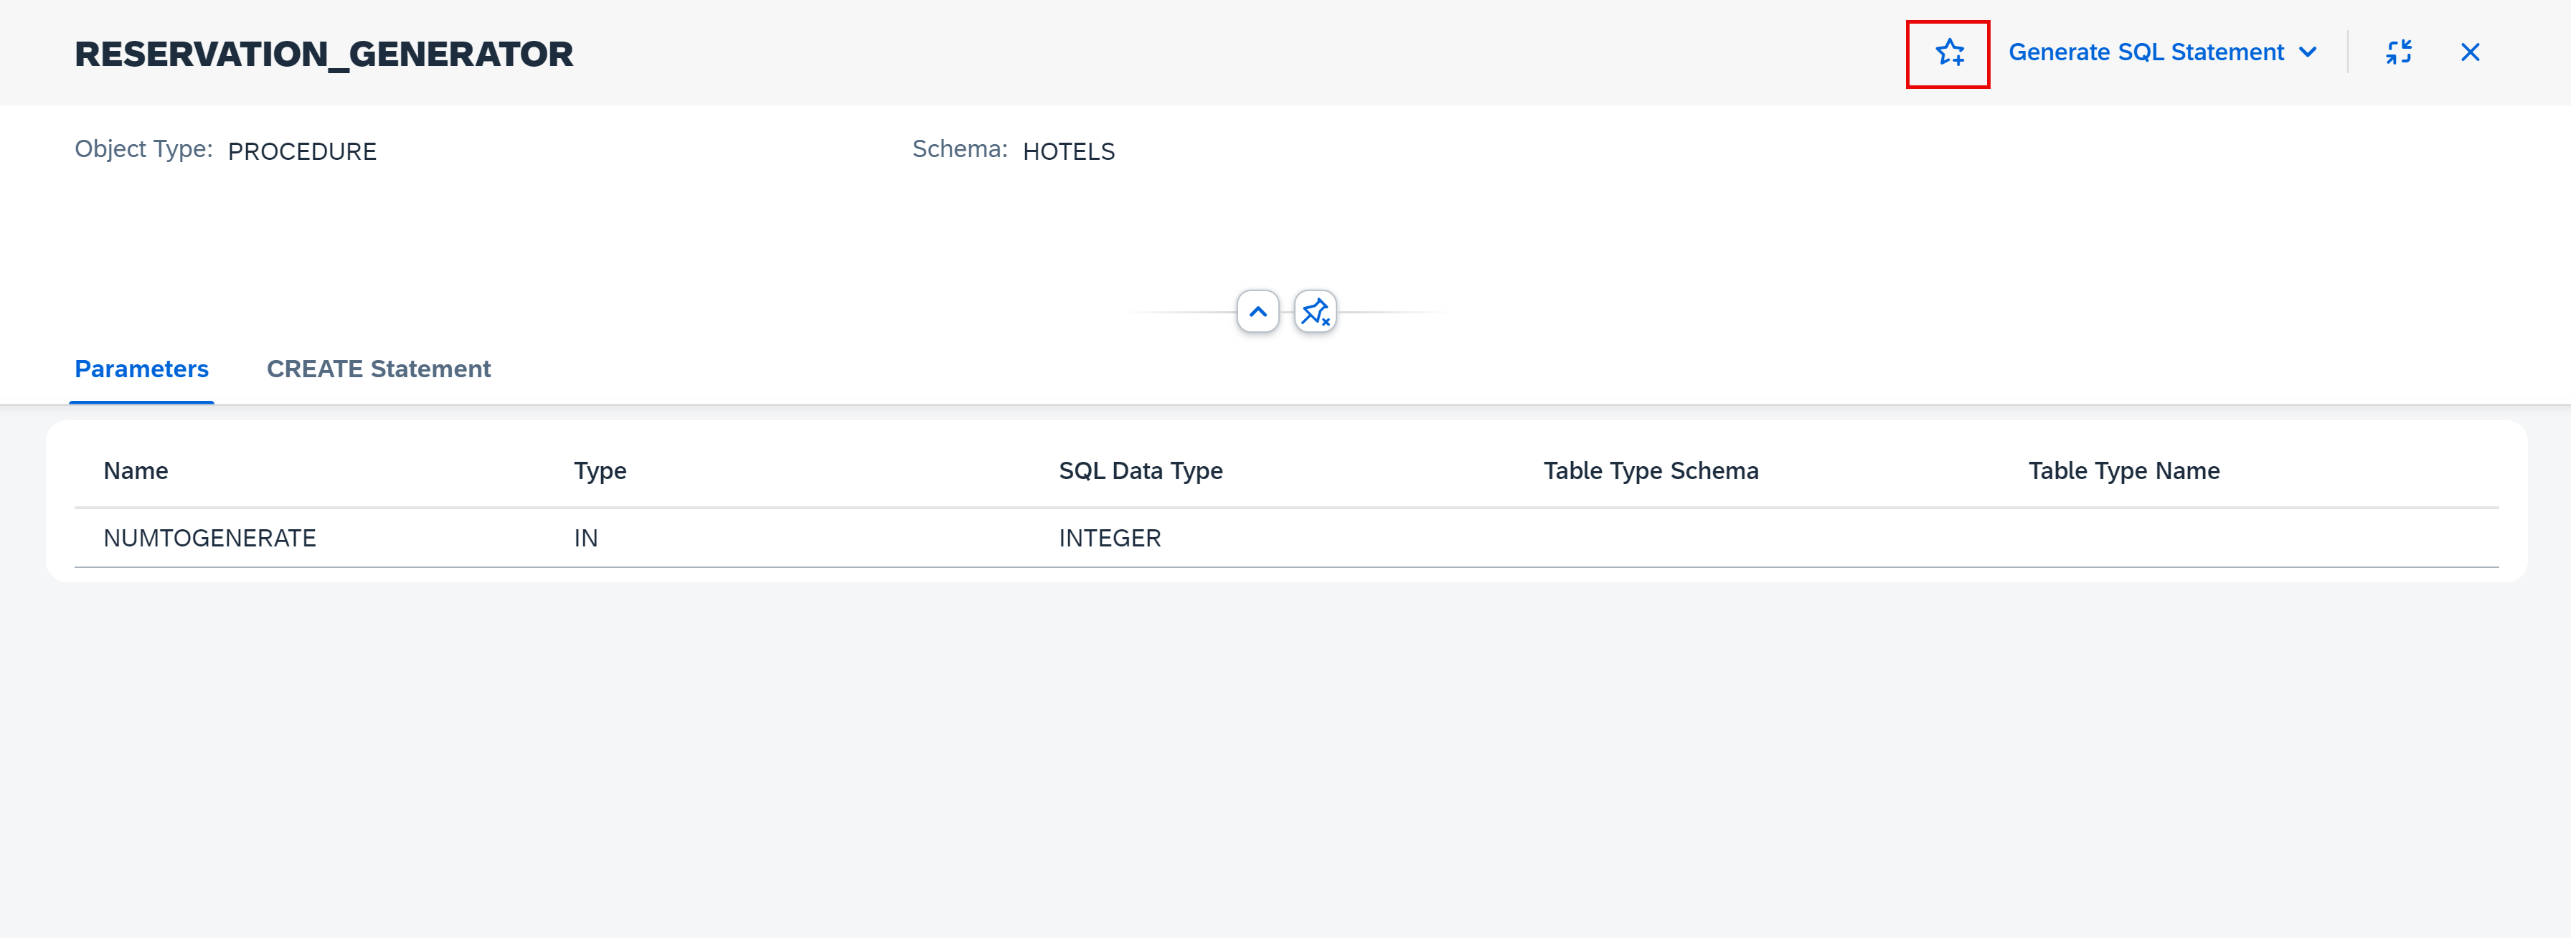 RESERVATION_GENERATOR
Generate SQL Statement
Object Type: PROCEDURE
Schema: HOTELS
Parameters
CREATE Statement
Name Type SQL Data Type Table Type Schema Table Type Name
NUMTOGENERATE IN INTEGER